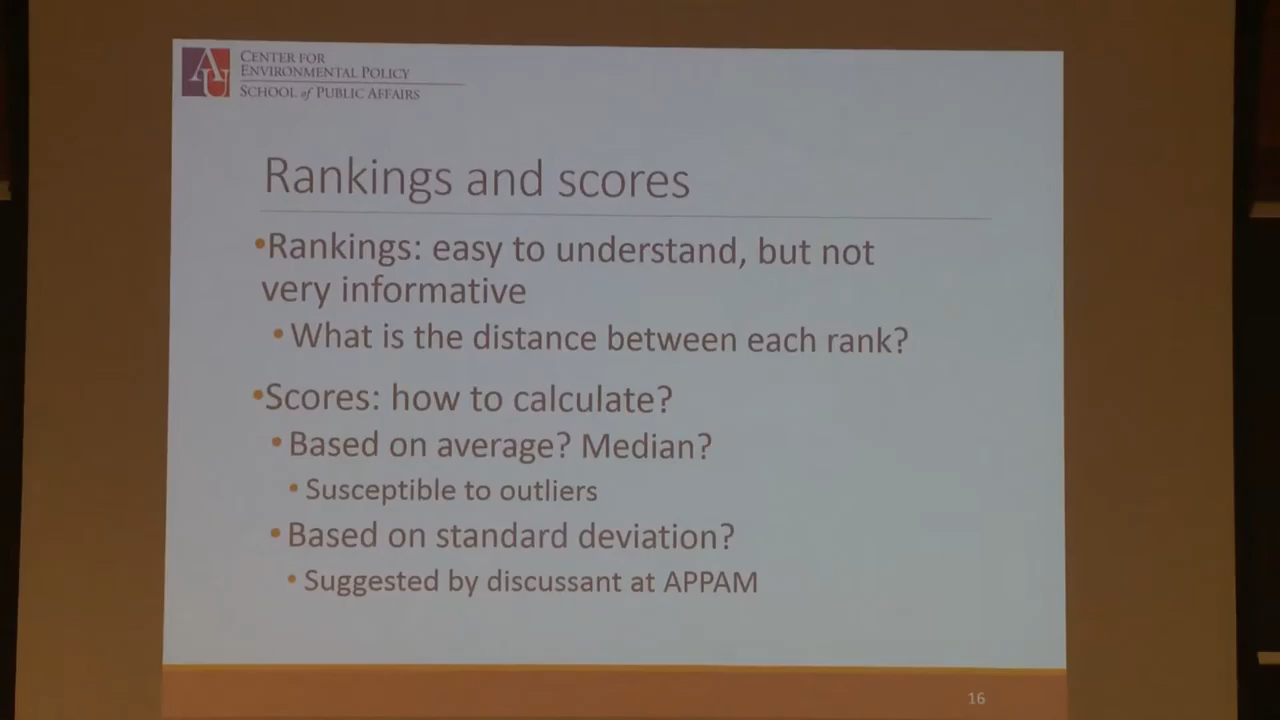 AU
CENTER FOR
ENVIRONMENTAL POLICY
SCHOOL of PUBLIC AFFAIRS
Rankings and scores
•Rankings: easy to understand, but not
very informative
•What is the distance between each rank?
•Scores: how to calculate?
•Based on average? Median?
•Susceptible to outliers
•Based on standard deviation?
•Suggested by discussant at APPAM
16